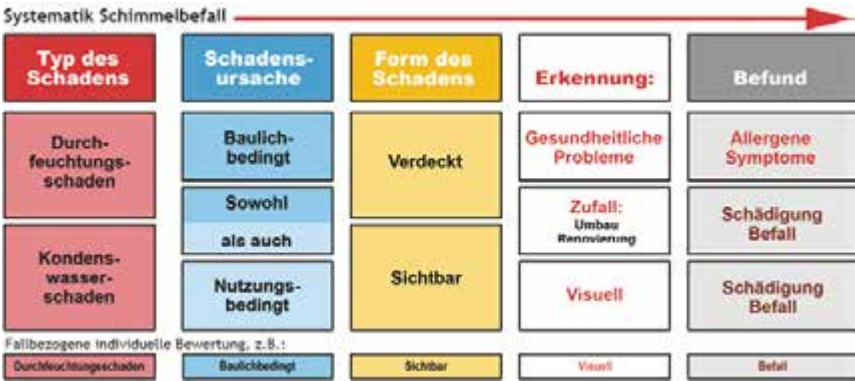 Systematik Schimmelbefall
Typ des
Schadens
Schadens-
ursache
Form des
Schadens
Erkennung:
Befund
Durch-
feuchtungs-
schaden
Kondens-
wasser-
schaden
Baulich-
bedingt
Sowohl
als auch
Nutzungs-
bedingt
Verdeckt
Sichtbar
Gesundheitliche
Probleme
Zufall:
Umbau
Renovierung
Visuell
Allergene
Symptome
Schädigung
Befall
Schädigung
Befall
Fallbezogene individuelle Bewertung, z.B.:
Durchfeuchtungsschaden
Baulichbedingt
Sichtbar
Visuell
Befall